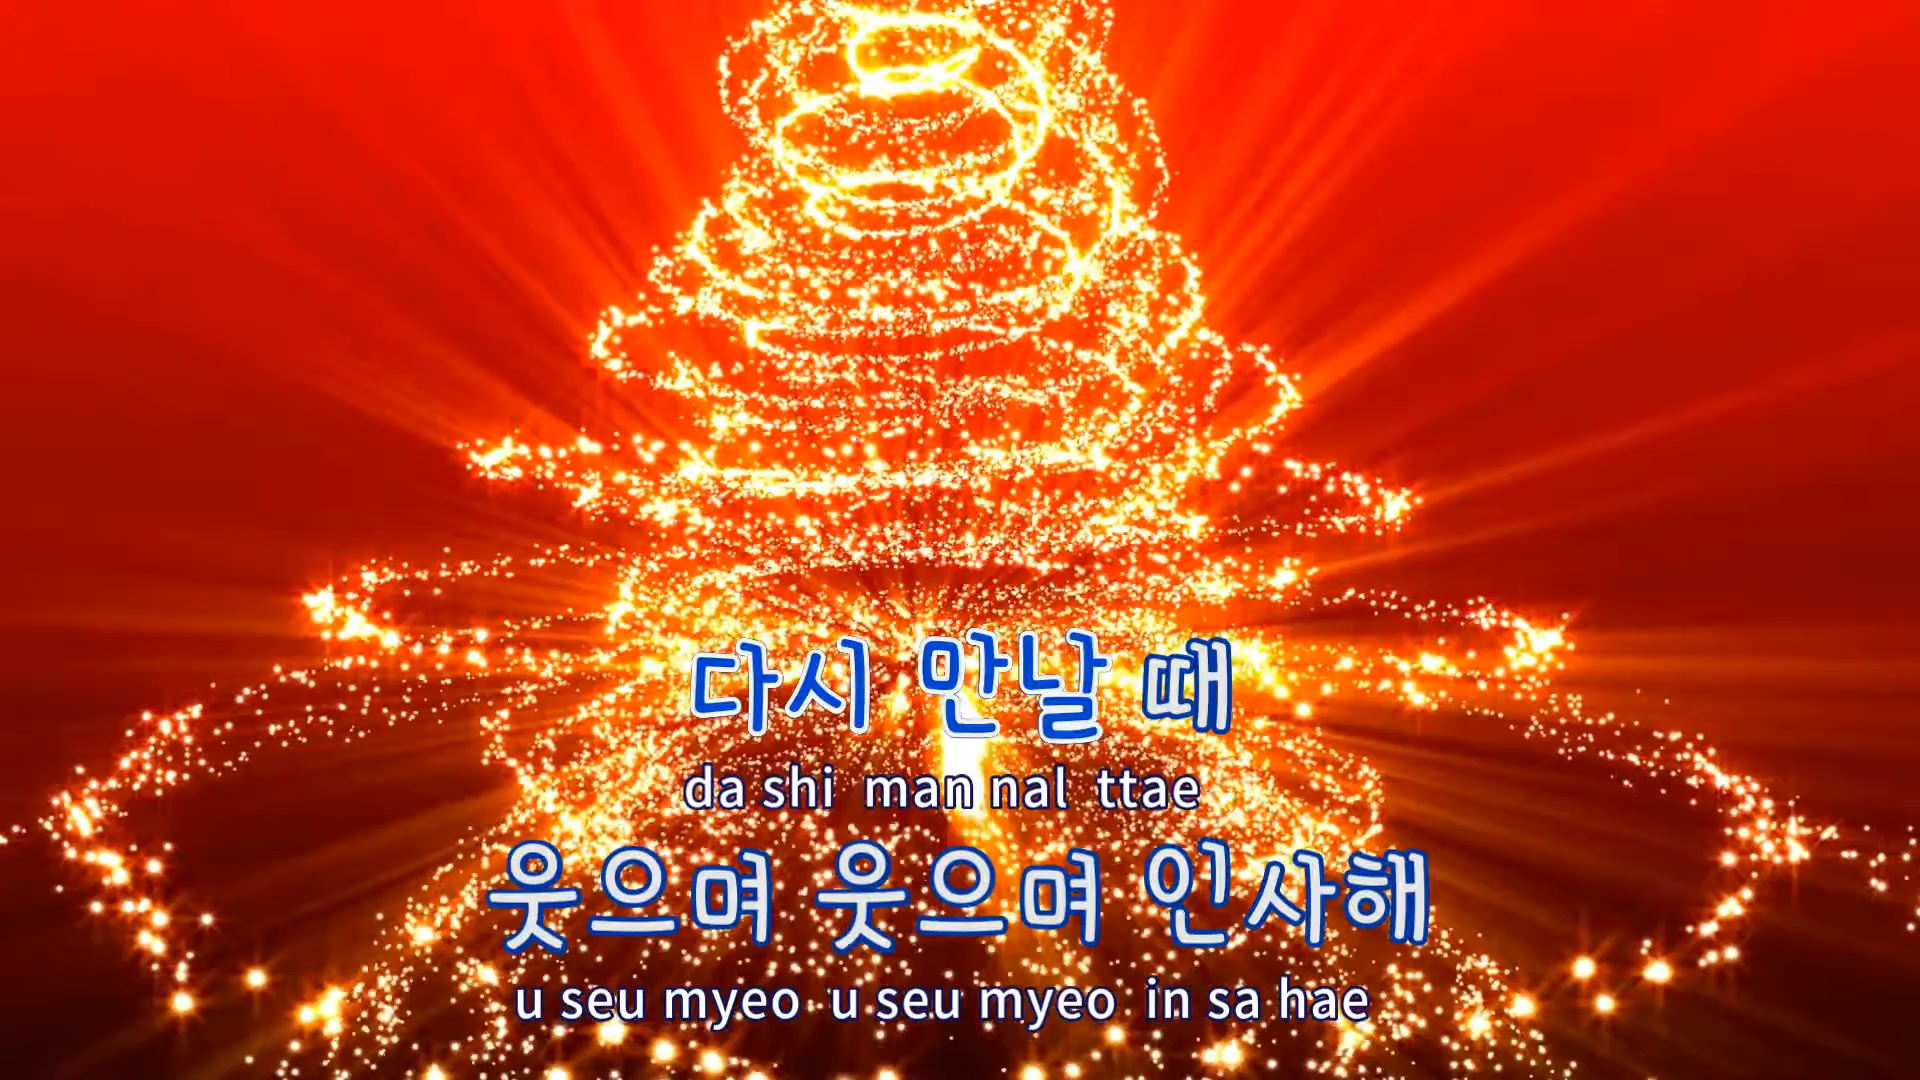 다시 만날 때
da shi man nal ttae
웃으며 웃으며 인사해
u seu myeo u seu myeo in sa hae